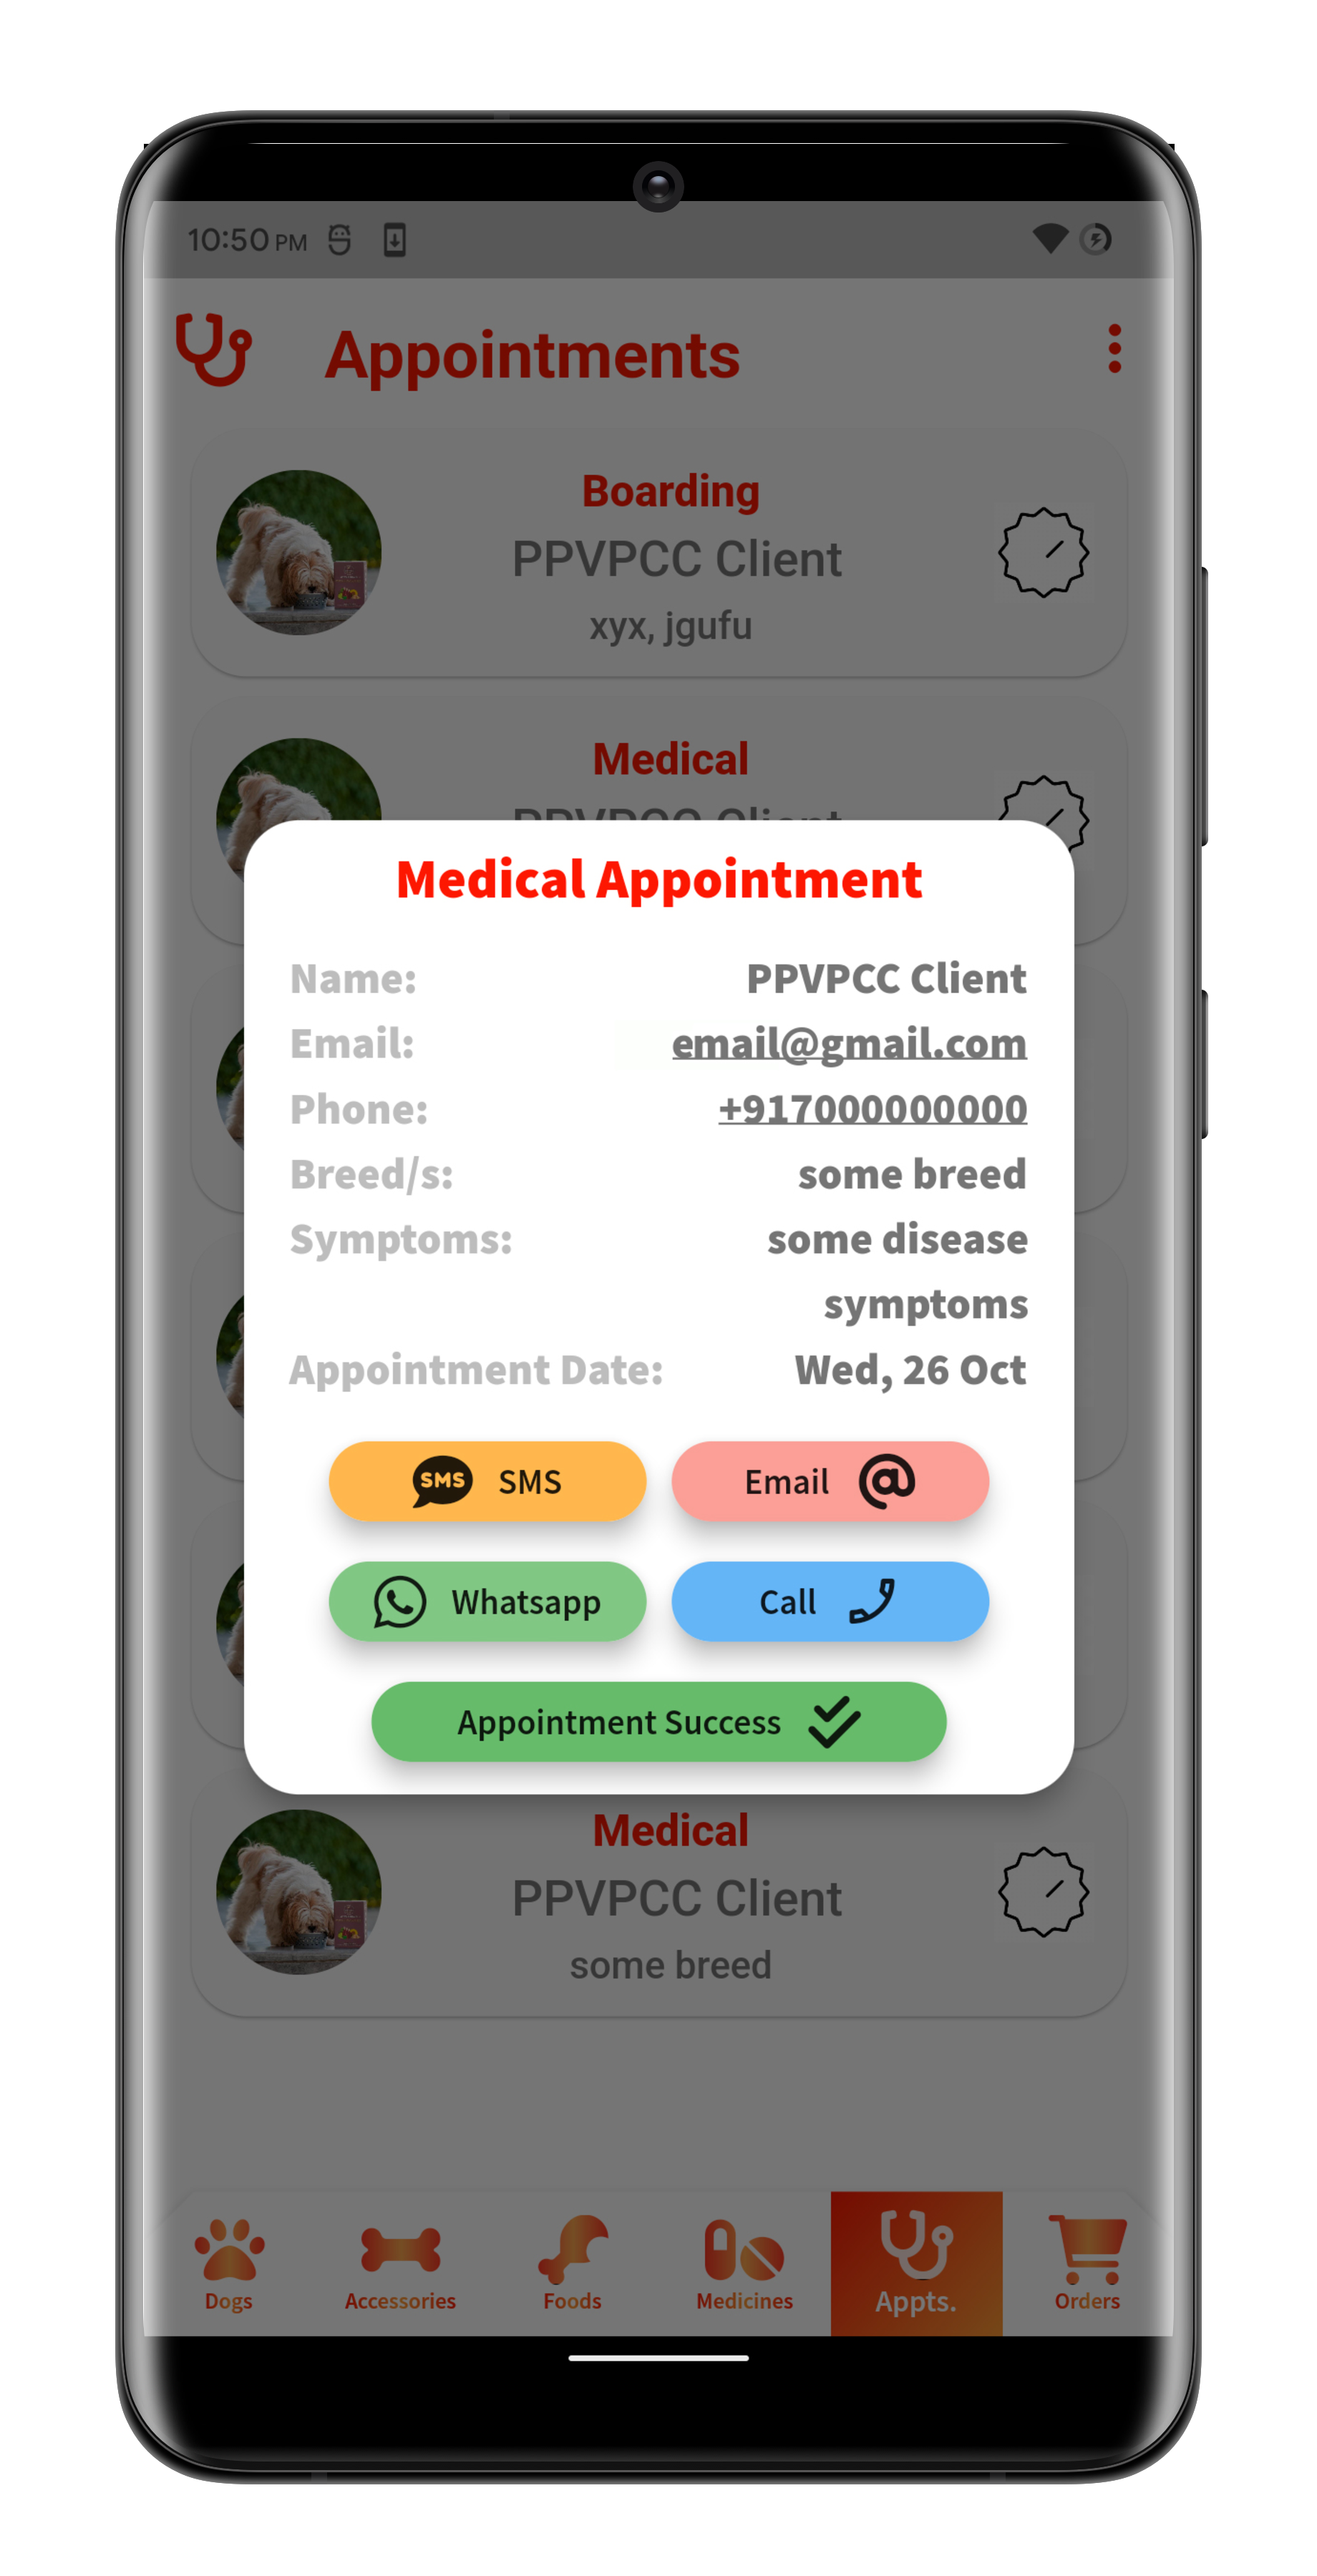 10:50 PM
Appointments
Boarding
PPVPCC Client
xyx, jgufu
Medical
PPVPCC Client
Medical Appointment
Name: PPVPCC Client
Email: email@gmail.com
Phone: +917000000000
Breed/s: some breed
Symptoms: some disease
symptoms
Appointment Date: Wed, 26 Oct
SMS SMS
Email
Whatsapp
Call
Appointment Success
Medical
PPVPCC Client
some breed
Dogs
Accessories
Foods
Medicines
Appts.
Orders